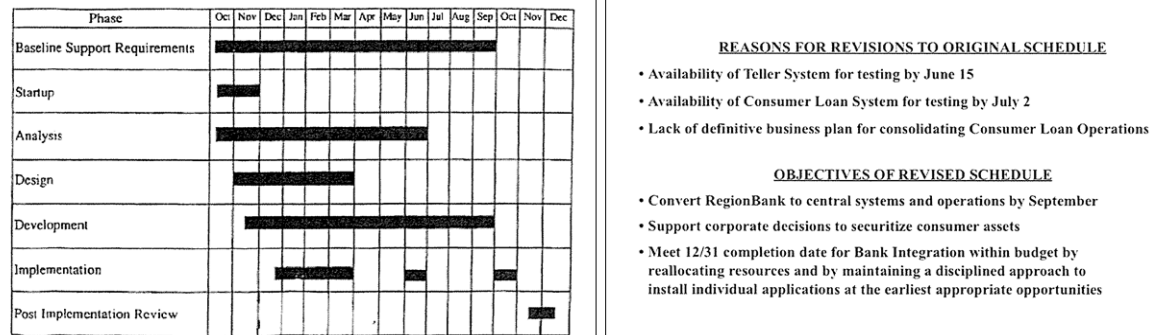 Phase Oct Nov Dec Jan Feb Mar Apr May Jun Jul Aug Sep Oct Nov Dec
Baseline Support Requirements
Startup
Analysis
Design
Development
Implementation
Post Implementation Review
REASONS FOR REVISIONS TO ORIGINAL SCHEDULE
• Availability of Teller System for testing by June 15
• Availability of Consumer Loan System for testing by July 2
• Lack of definitive business plan for consolidating Consumer Loan Operations
OBJECTIVES OF REVISED SCHEDULE
• Convert RegionBank to central systems and operations by September
• Support corporate decisions to securitize consumer assets
• Meet 12/31 completion date for Bank Integration within budget by
reallocating resources and by maintaining a disciplined approach to
install individual applications at the earliest appropriate opportunities